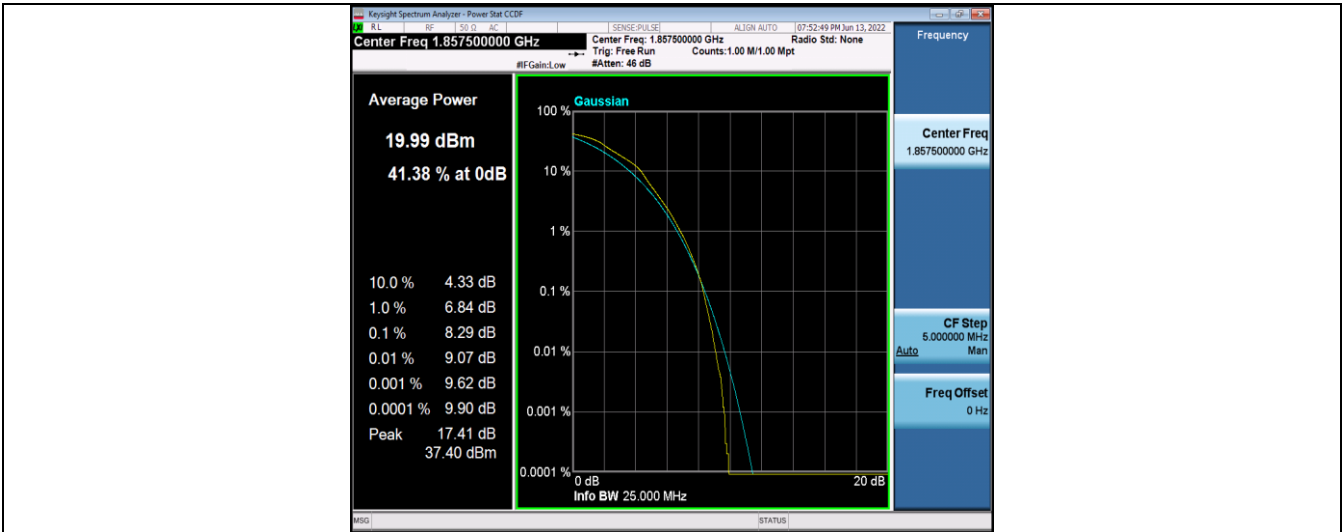 Keysight Spectrum Analyzer - Power Stat CCDF
RL RF 50 Ω AC SENSE:PULSE ALIGN AUTO 07:52:49 PM Jun 13, 2022
Center Freq 1.857500000 GHz
Center Freq: 1.857500000 GHz Radio Std: None
Trig: Free Run Counts:1.00 M/1.00 Mpt
#IFGain:Low #Atten: 46 dB
Frequency
Average Power
19.99 dBm
41.38 % at 0dB
10.0 % 4.33 dB
1.0 % 6.84 dB
0.1 % 8.29 dB
0.01 % 9.07 dB
0.001 % 9.62 dB
0.0001 % 9.90 dB
Peak 17.41 dB
37.40 dBm
Gaussian
100 %
10 %
1 %
0.1 %
0.01 %
0.001 %
0.0001 %
0 dB 20 dB
Info BW 25.000 MHz
Center Freq
1.857500000 GHz
CF Step
5.000000 MHz
Auto Man
Freq Offset
0 Hz
MSG STATUS